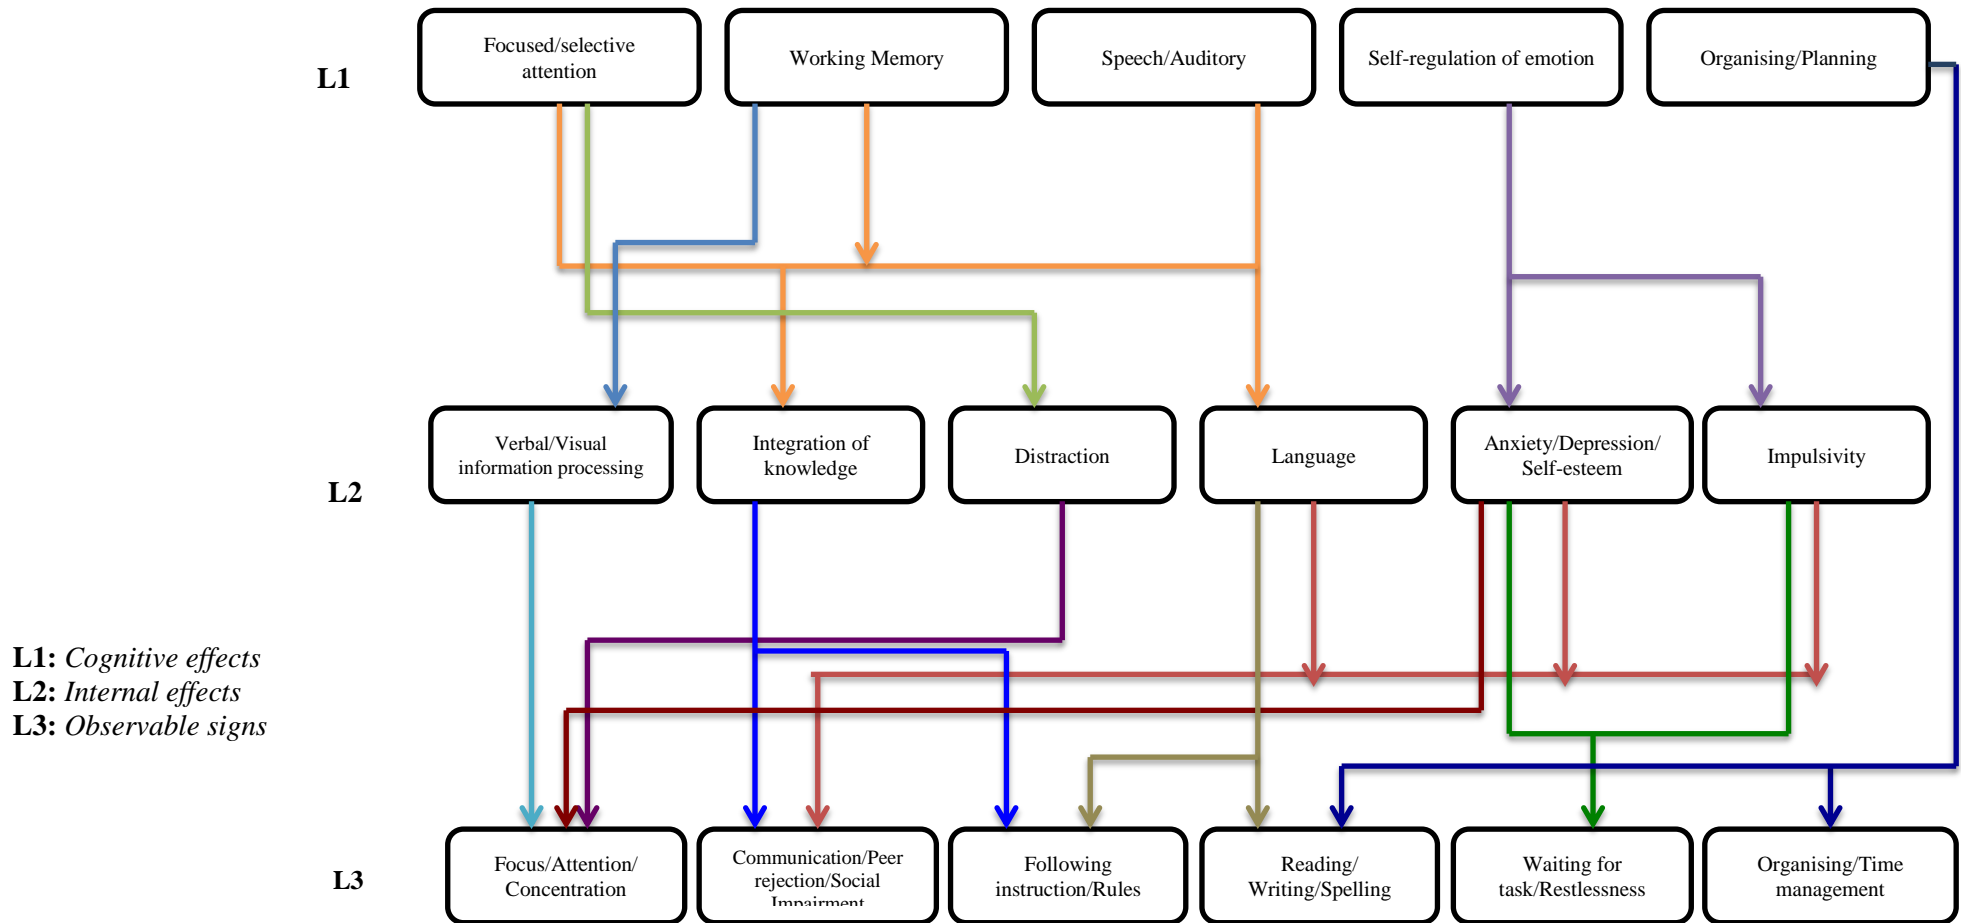 L1
Focused/selective
attention
Working Memory
Speech/Auditory
Self-regulation of emotion
Organising/Planning
L2
Verbal/Visual
information processing
Integration of
knowledge
Distraction
Language
Anxiety/Depression/
Self-esteem
Impulsivity
L1: Cognitive effects
L2: Internal effects
L3: Observable signs
L3
Focus/Attention/
Concentration
Communication/Peer
rejection/Social
Impairment
Following
instruction/Rules
Reading/
Writing/Spelling
Waiting for
task/Restlessness
Organising/Time
management